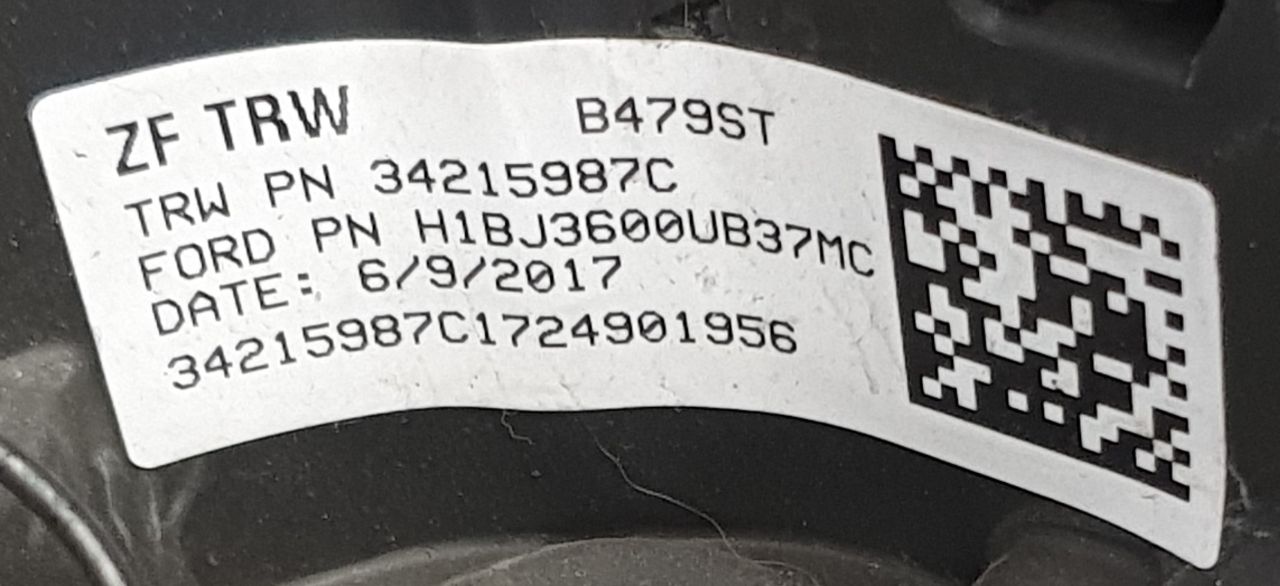 ZF TRW B479ST
TRW PN 34215987C
FORD PN H1BJ3600UB37MC
DATE: 6/9/2017
34215987C1724901956